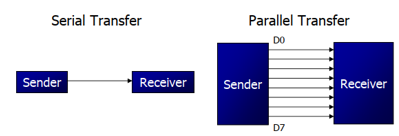 Serial Transfer
Sender
Receiver
Parallel Transfer
D0
Sender
Receiver
D7